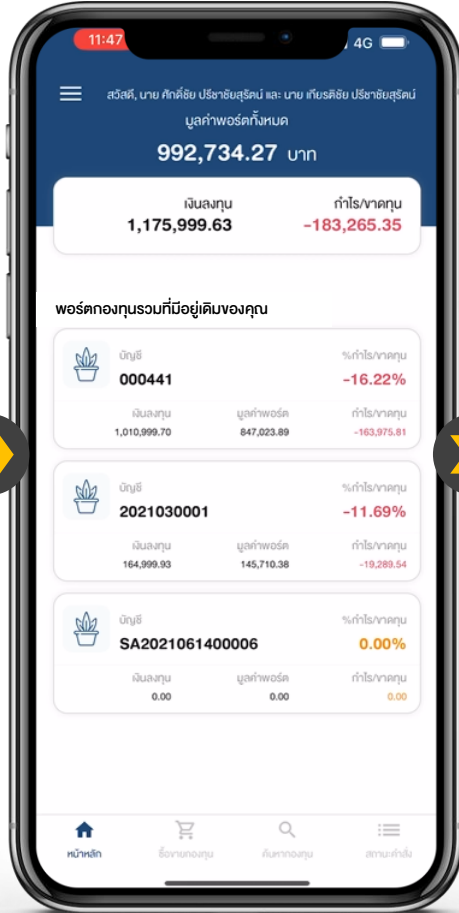 11:47
4G
สวัสดี, นาย ศักดิ์ชัย ปรีชาชัยสุรัตน์ และ นาย เกียรติชัย ปรีชาชัยสุรัตน์
มูลค่าพอร์ตทั้งหมด
992,734.27 บาท
เงินลงทุน กำไร/ขาดทุน
1,175,999.63 -183,265.35
พอร์ตกองทุนรวมที่มีอยู่เดิมของคุณ
บัญชี %กำไร/ขาดทุน
000441 -16.22%
เงินลงทุน มูลค่าพอร์ต กำไร/ขาดทุน
1,010,999.70 847,023.89 -163,975.81
บัญชี %กำไร/ขาดทุน
2021030001 -11.69%
เงินลงทุน มูลค่าพอร์ต กำไร/ขาดทุน
164,999.93 145,710.38 -19,289.54
บัญชี %กำไร/ขาดทุน
SA2021061400006 0.00%
เงินลงทุน มูลค่าพอร์ต กำไร/ขาดทุน
0.00 0.00 0.00
หน้าหลัก ซื้อขายกองทุน ค้นหากองทุน สถานะคำสั่ง